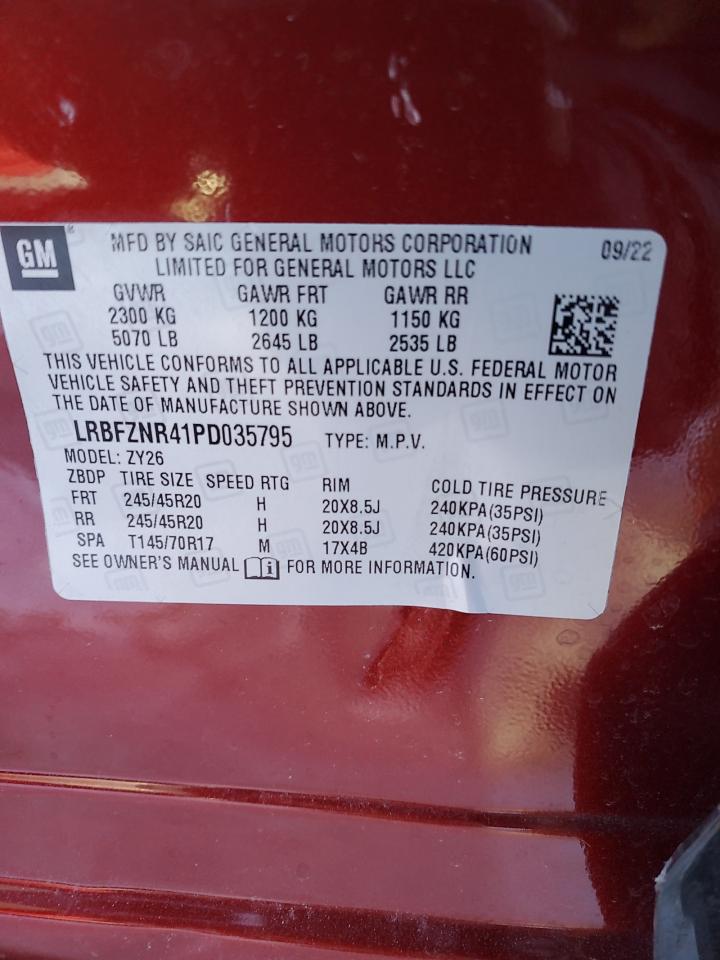 GM ®
MFD BY SAIC GENERAL MOTORS CORPORATION 09/22
LIMITED FOR GENERAL MOTORS LLC
GVWR GAWR FRT GAWR RR
2300 KG 1200 KG 1150 KG
5070 LB 2645 LB 2535 LB
THIS VEHICLE CONFORMS TO ALL APPLICABLE U.S. FEDERAL MOTOR
VEHICLE SAFETY AND THEFT PREVENTION STANDARDS IN EFFECT ON
THE DATE OF MANUFACTURE SHOWN ABOVE.
LRBFZNR41PD035795 TYPE: M.P.V.
MODEL: ZY26
ZBDP TIRE SIZE SPEED RTG RIM COLD TIRE PRESSURE
FRT 245/45R20 H 20X8.5J 240KPA(35PSI)
RR 245/45R20 H 20X8.5J 240KPA(35PSI)
SPA T145/70R17 M 17X4B 420KPA(60PSI)
SEE OWNER'S MANUAL i FOR MORE INFORMATION.